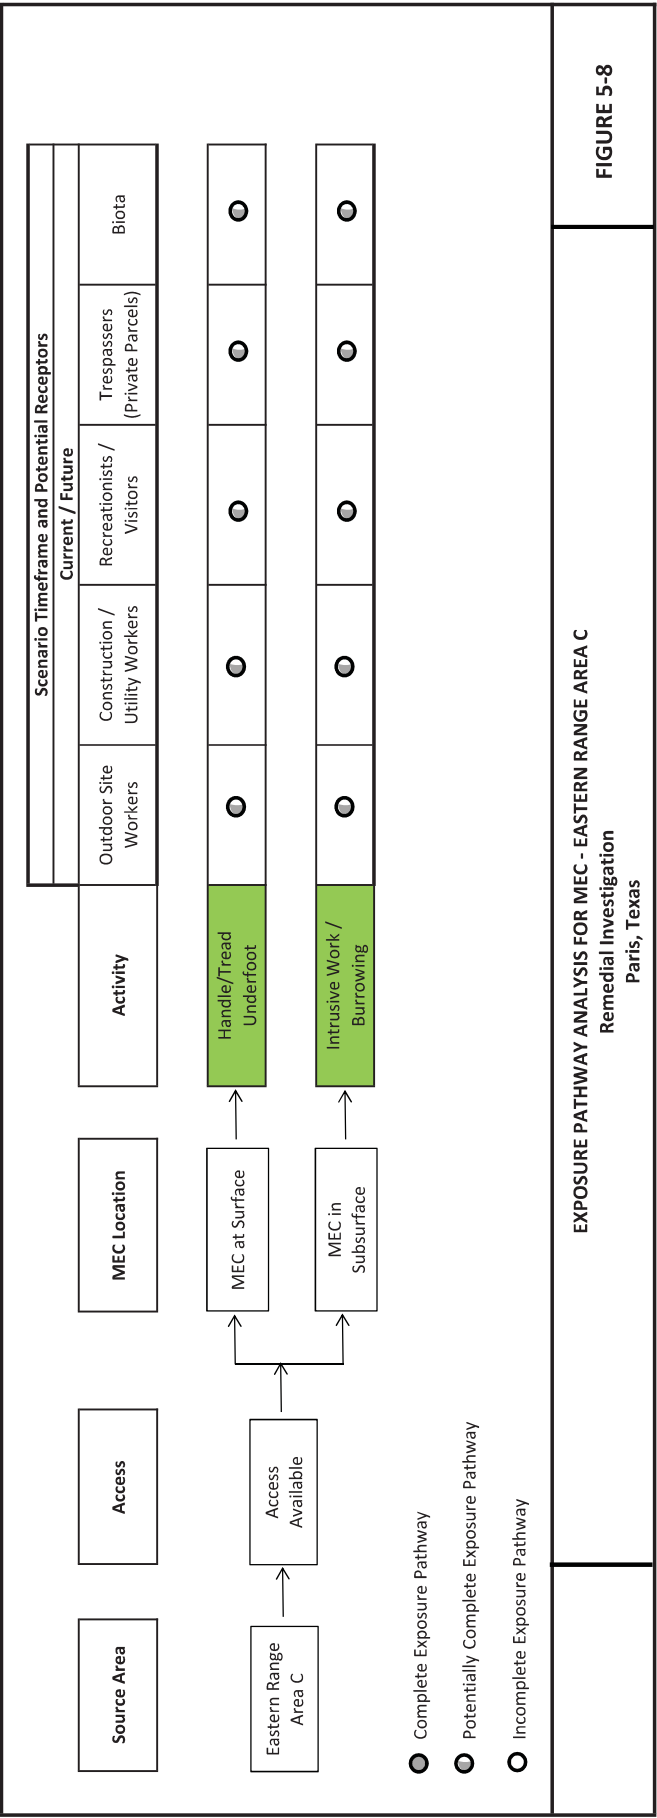 Scenario Timeframe and Potential Receptors
Current / Future
Source Area
Access
MEC Location
Activity
Outdoor Site
Workers
Construction /
Utility Workers
Recreationists /
Visitors
Trespassers
(Private Parcels)
Biota
Eastern Range
Area C
Access
Available
MEC at Surface
Handle/Tread
Underfoot
MEC in
Subsurface
Intrusive Work /
Burrowing
Complete Exposure Pathway
Potentially Complete Exposure Pathway
Incomplete Exposure Pathway
EXPOSURE PATHWAY ANALYSIS FOR MEC - EASTERN RANGE AREA C
Remedial Investigation
Paris, Texas
FIGURE 5-8